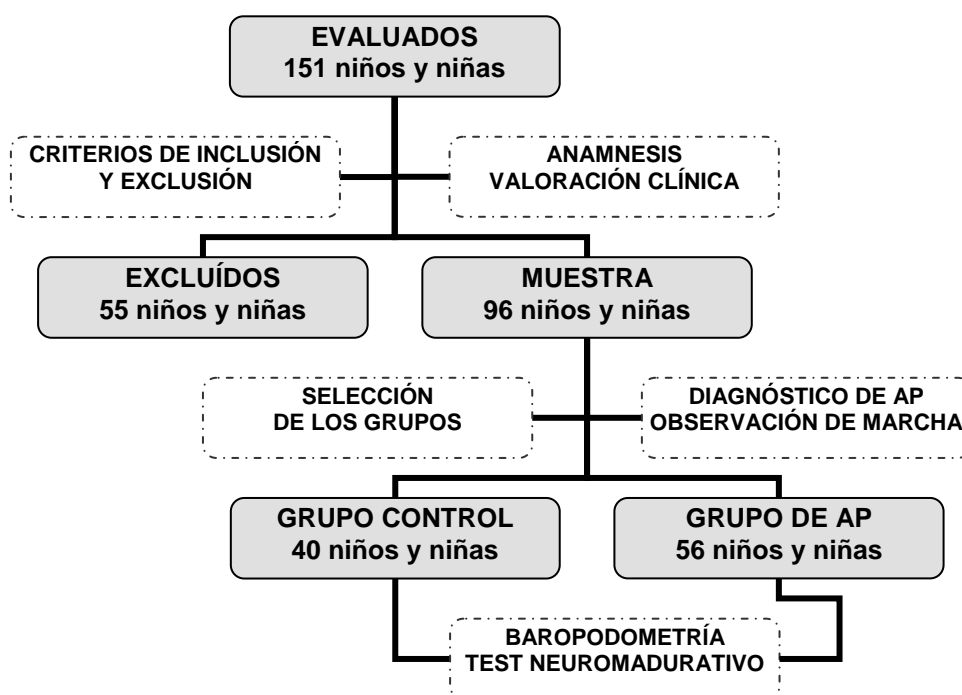 EVALUADOS
151 niños y niñas
CRITERIOS DE INCLUSIÓN
Y EXCLUSIÓN
ANAMNESIS
VALORACIÓN CLÍNICA
EXCLUÍDOS
55 niños y niñas
MUESTRA
96 niños y niñas
SELECCIÓN
DE LOS GRUPOS
DIAGNÓSTICO DE AP
OBSERVACIÓN DE MARCHA
GRUPO CONTROL
40 niños y niñas
GRUPO DE AP
56 niños y niñas
BAROPODOMETRÍA
TEST NEUROMADURATIVO